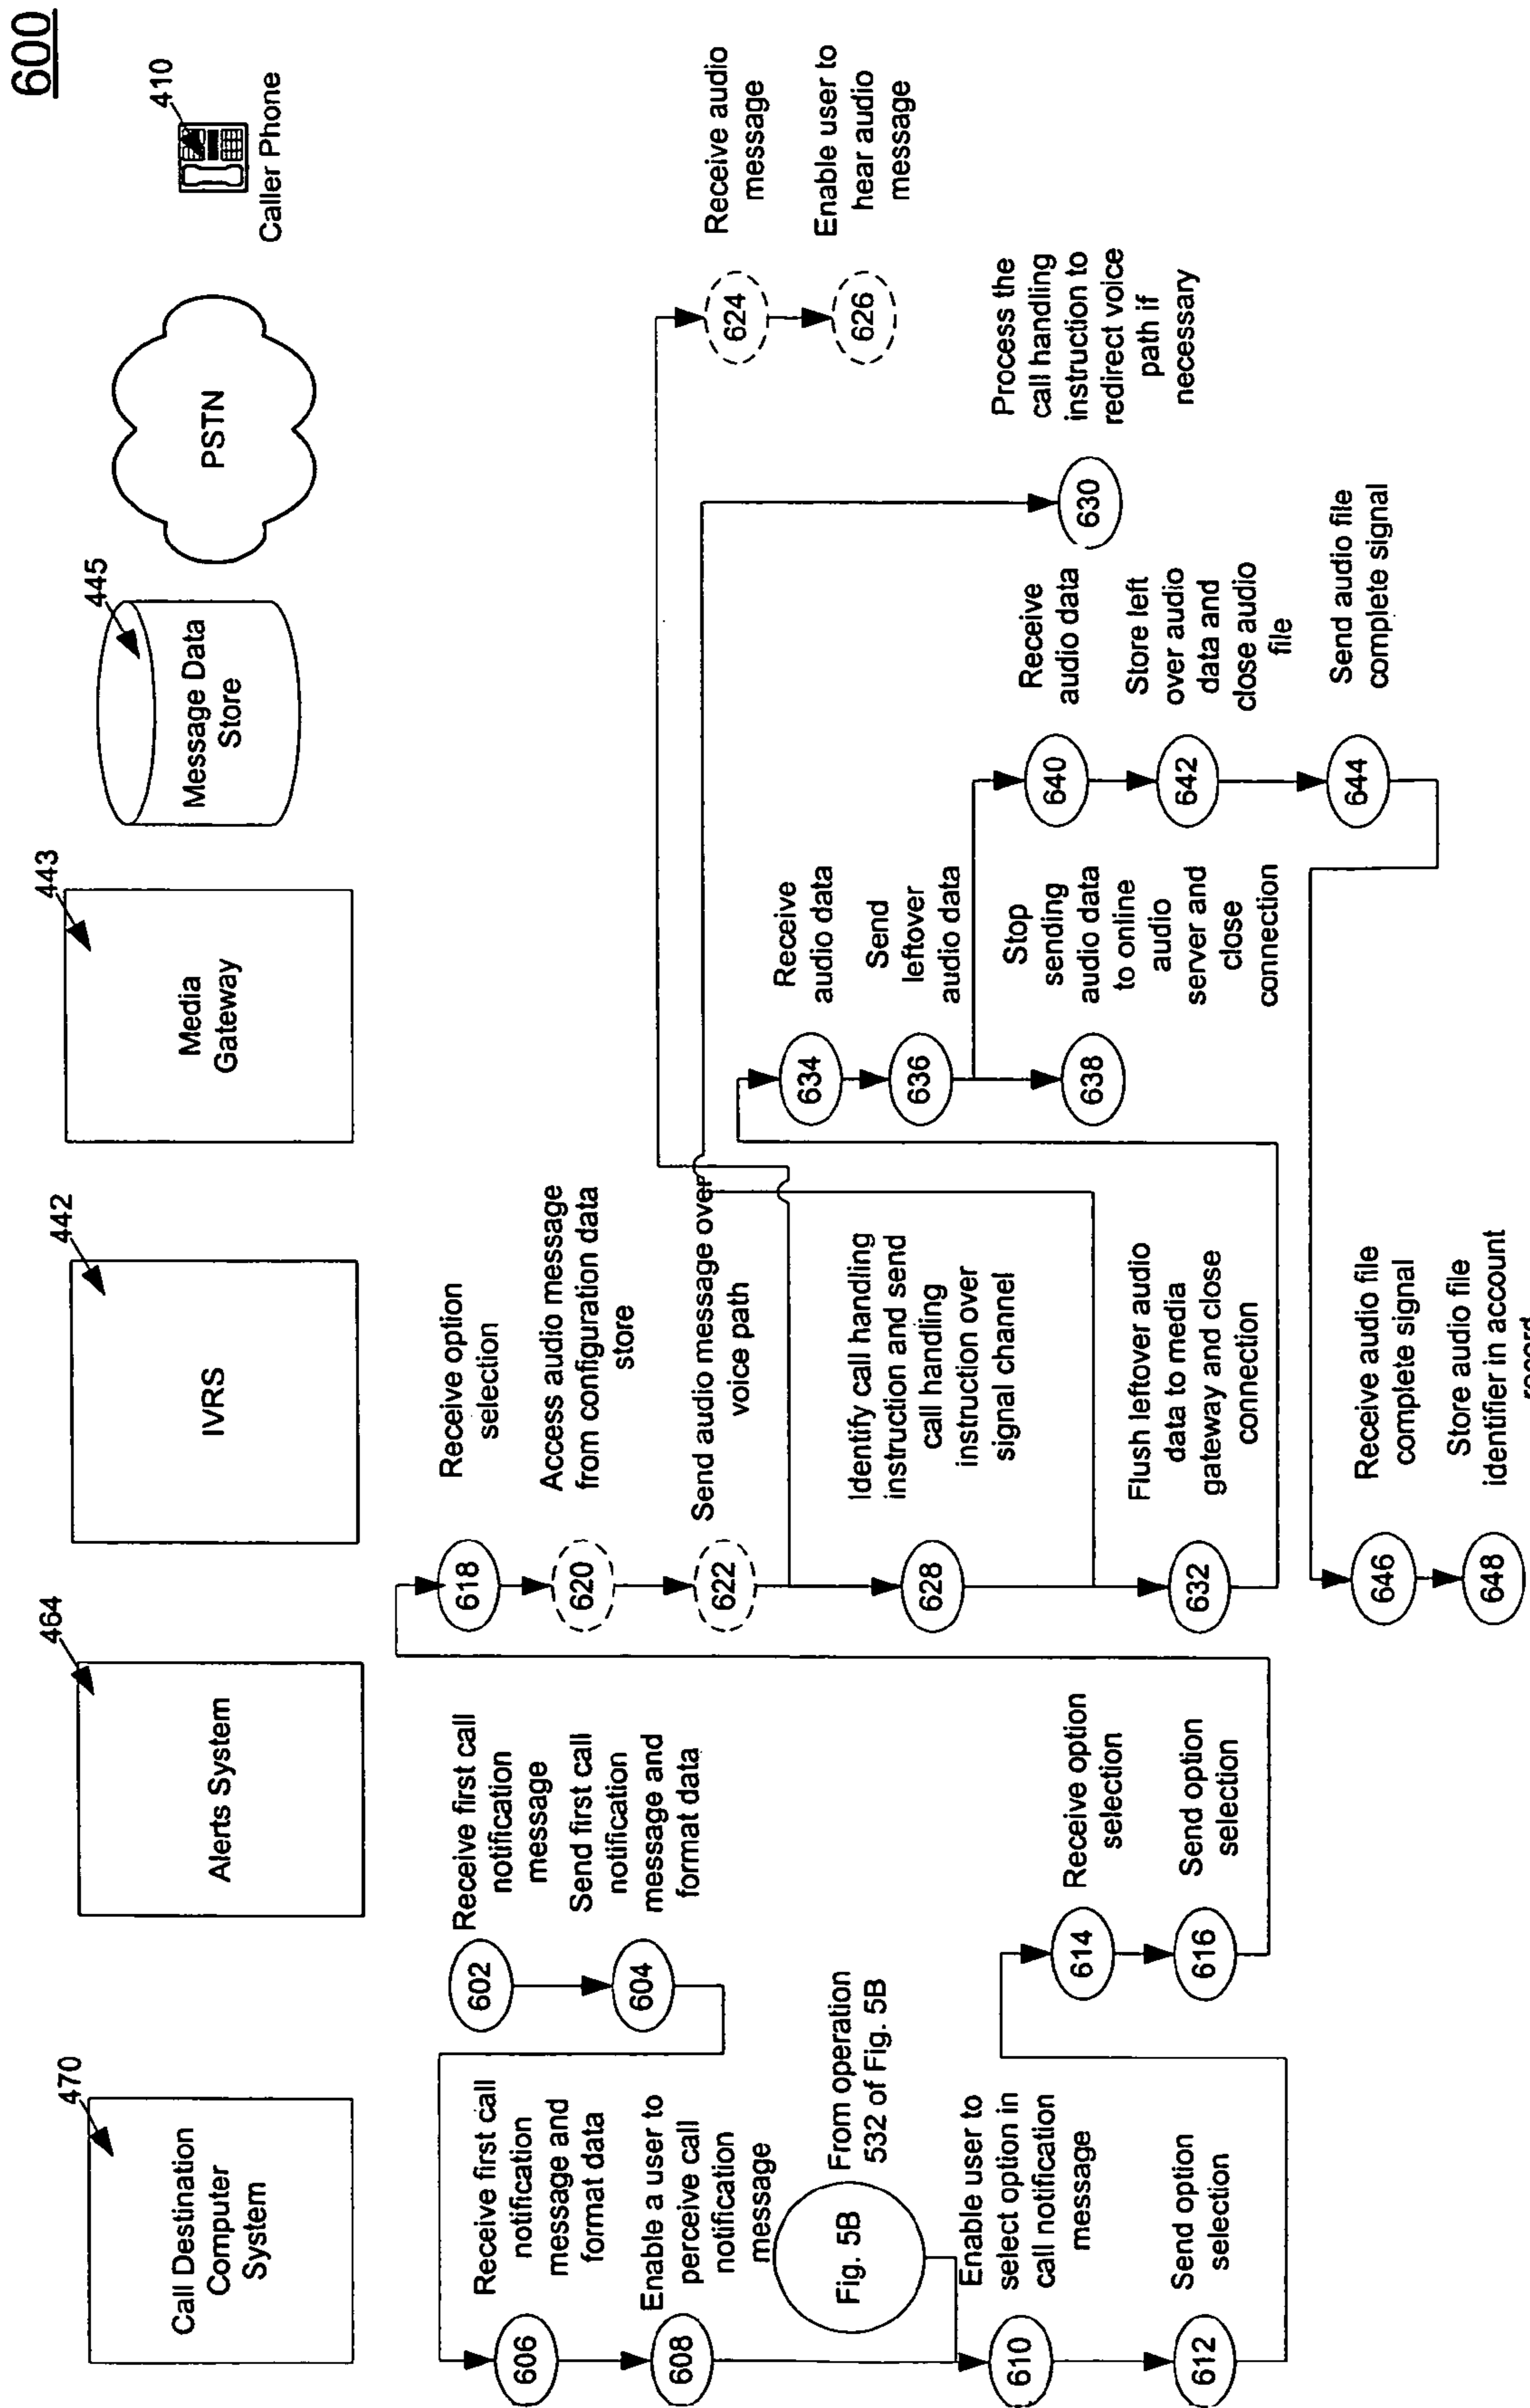 600
470
Call Destination
Computer
System
464
Alerts System
442
IVRS
443
Media
Gateway
445
Message Data
Store
PSTN
410
Caller Phone
602
Receive first call
notification
message
604
Send first call
notification
message and
format data
606
Receive first call
notification
message and
format data
608
Enable a user to
perceive call
notification
message
Fig. 5B
From operation
532 of Fig. 5B
610
Enable user to
select option in
call notification
message
612
Send option
selection
614
Receive option
selection
616
Send option
selection
618
Receive option
selection
620
Access audio message
from configuration data
store
622
Send audio message over
voice path
624
Receive audio
message
626
Enable user to
hear audio
message
628
Identify call handling
instruction and send
call handling
instruction over
signal channel
630
Process the
call handling
instruction to
redirect voice
path if
necessary
632
Flush leftover audio
data to media
gateway and close
connection
634
Receive
audio data
636
Send
leftover
audio data
638
Stop
sending
audio data
to online
audio
server and
close
connection
640
Receive
audio data
642
Store left
over audio
data and
close audio
file
644
Send audio file
complete signal
646
Receive audio file
complete signal
648
Store audio file
identifier in account
record